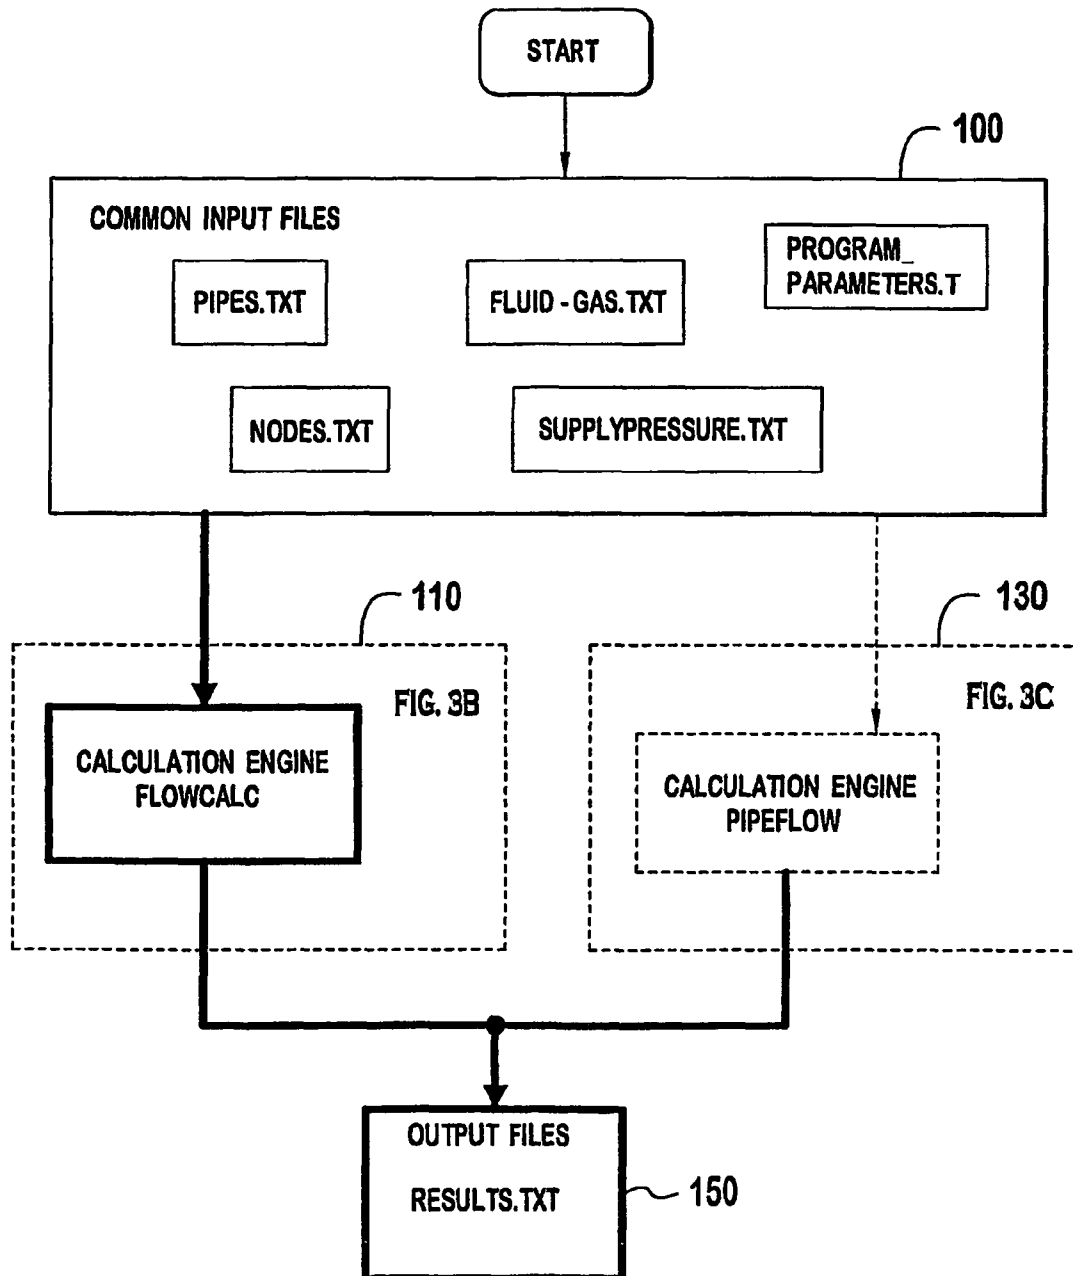 START
100
COMMON INPUT FILES
PROGRAM_
PARAMETERS.T
PIPES.TXT
FLUID - GAS.TXT
NODES.TXT
SUPPLYPRESSURE.TXT
110
130
FIG. 3B
FIG. 3C
CALCULATION ENGINE
FLOWCALC
CALCULATION ENGINE
PIPEFLOW
OUTPUT FILES
RESULTS.TXT
150